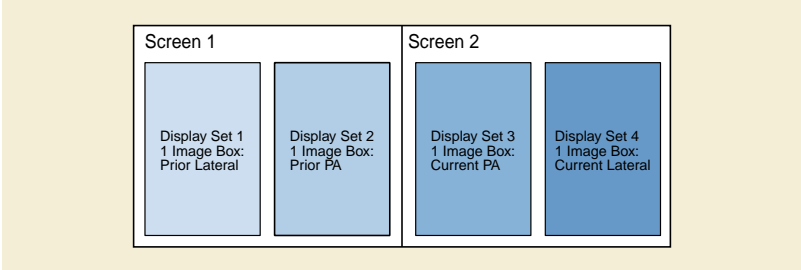 Screen 1
Display Set 1
1 Image Box:
Prior Lateral
Display Set 2
1 Image Box:
Prior PA
Screen 2
Display Set 3
1 Image Box:
Current PA
Display Set 4
1 Image Box:
Current Lateral